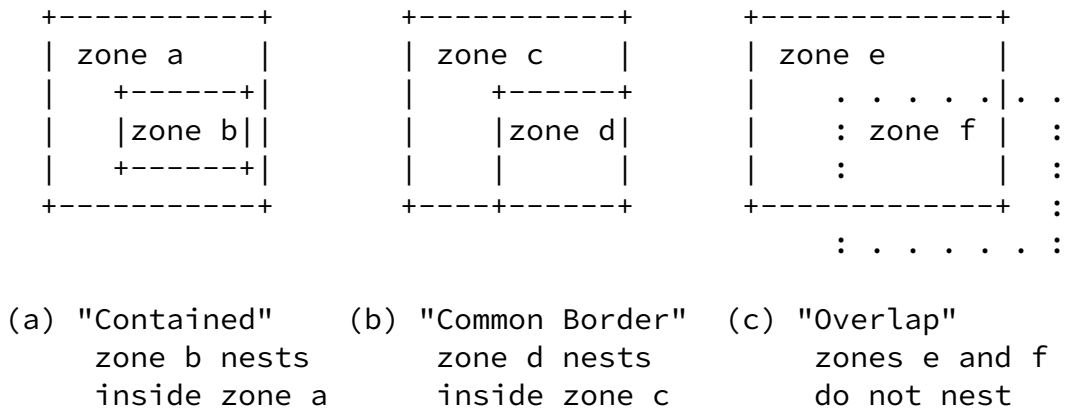 zone a zone c zone e
zone b zone d zone f
(a) "Contained" (b) "Common Border" (c) "Overlap"
zone b nests zone d nests zones e and f
inside zone a inside zone c do not nest